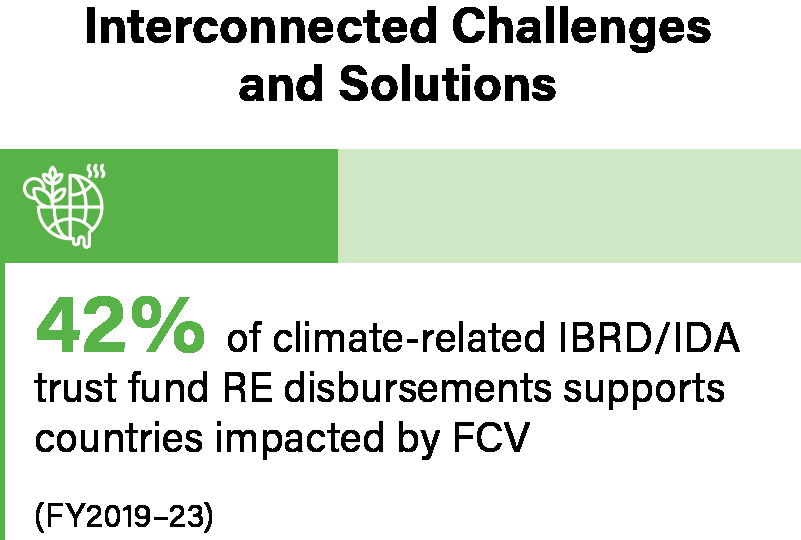 Interconnected Challenges
and Solutions
42% of climate-related IBRD/IDA
trust fund RE disbursements supports
countries impacted by FCV
(FY2019–23)